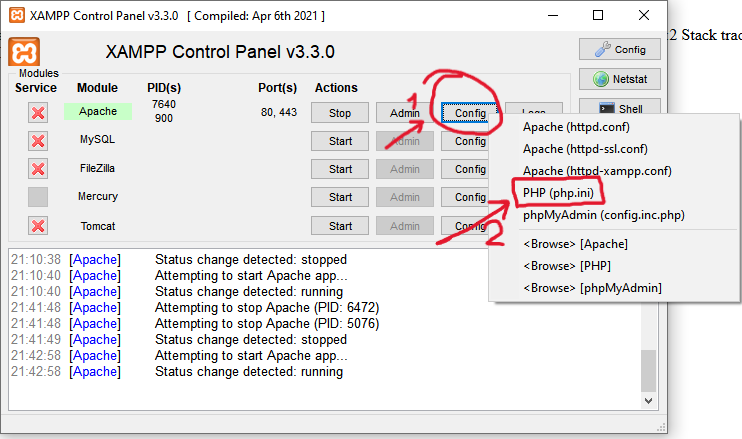 XAMPP Control Panel v3.3.0 [ Compiled: Apr 6th 2021 ]
2 Stack trac
XAMPP Control Panel v3.3.0
Config
Modules
Service Module PID(s) Port(s) Actions
Netstat
Apache 7640 900 80, 443 Stop Admin Config Logs
1
Shell
MySQL Start Admin Config
FileZilla Start Admin Config
Mercury Start Admin Config
Tomcat Start Admin Config
Apache (httpd.conf)
Apache (httpd-ssl.conf)
Apache (httpd-xampp.conf)
PHP (php.ini)
2
phpMyAdmin (config.inc.php)
<Browse> [Apache]
<Browse> [PHP]
<Browse> [phpMyAdmin]
21:10:38 [Apache] Status change detected: stopped
21:10:40 [Apache] Attempting to start Apache app...
21:10:40 [Apache] Status change detected: running
21:41:48 [Apache] Attempting to stop Apache (PID: 6472)
21:41:48 [Apache] Attempting to stop Apache (PID: 5076)
21:41:49 [Apache] Status change detected: stopped
21:42:58 [Apache] Attempting to start Apache app...
21:42:58 [Apache] Status change detected: running